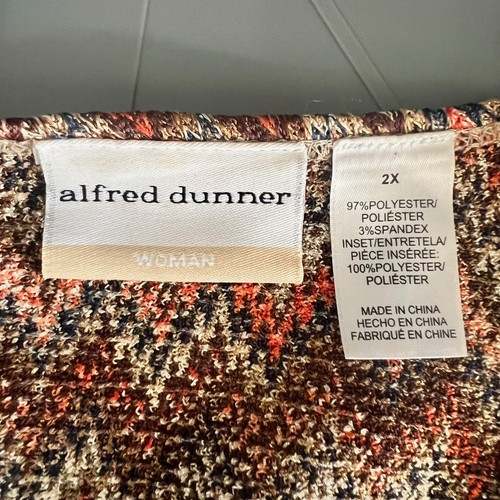 alfred dunner
WOMAN
2X
97%POLYESTER/
POLIÉSTER
3%SPANDEX
INSET/ENTRETELA/
PIÈCE INSÉRÉE:
100%POLYESTER/
POLIÉSTER
MADE IN CHINA
HECHO EN CHINA
FABRIQUÉ EN CHINE